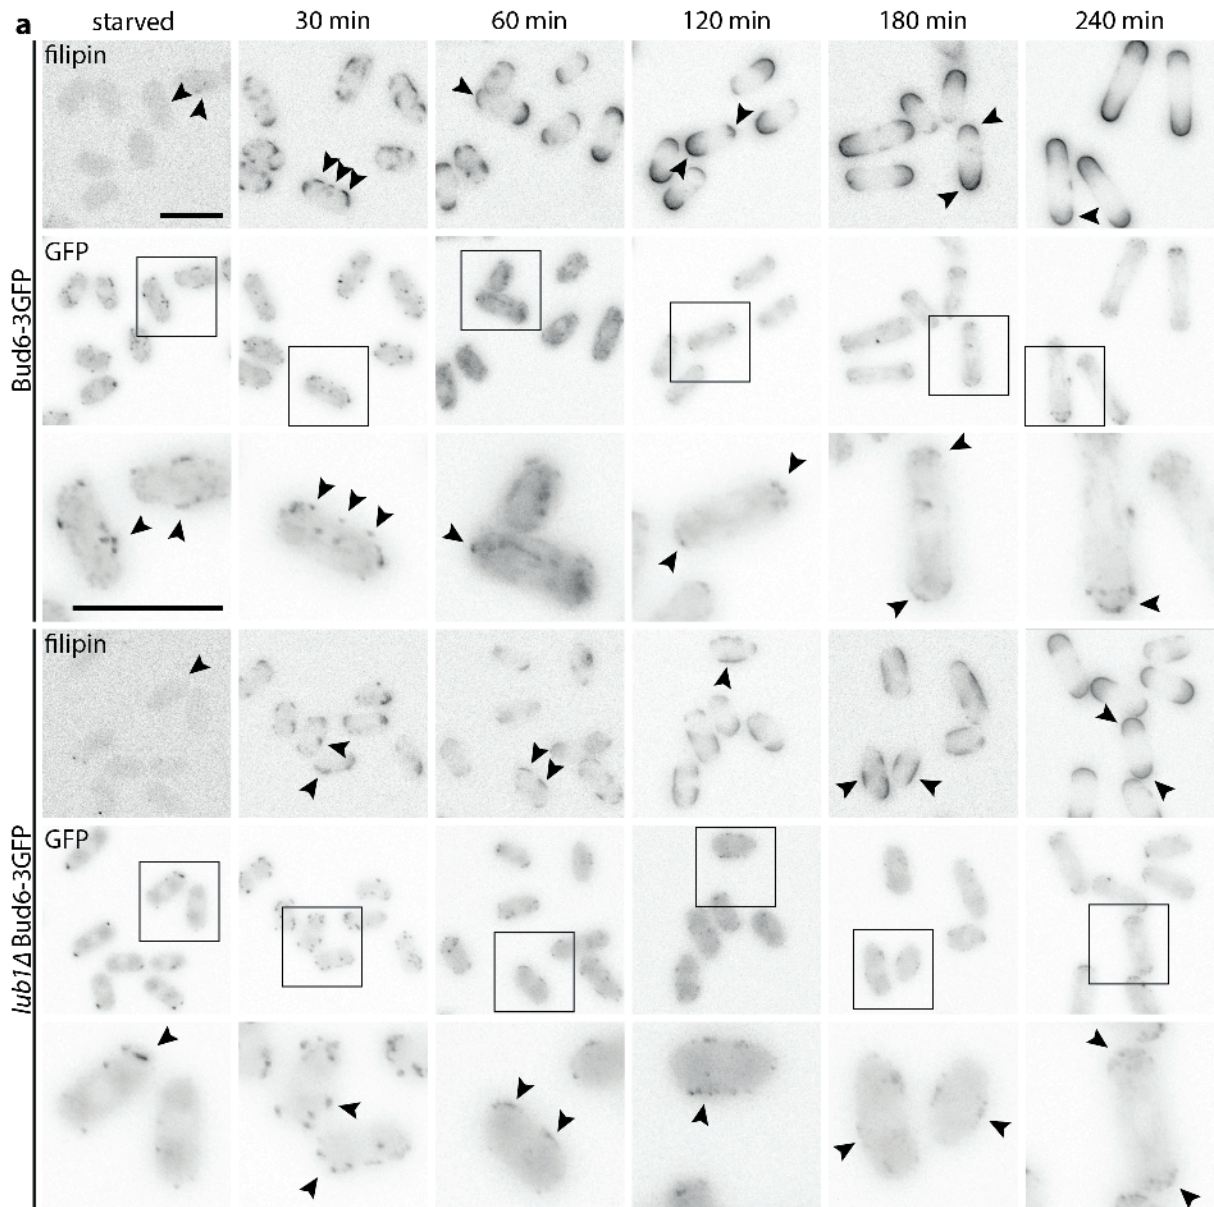 a
starved 30 min 60 min 120 min 180 min 240 min
filipin
Bud6-3GFP
GFP
filipin
lub1Δ Bud6-3GFP
GFP